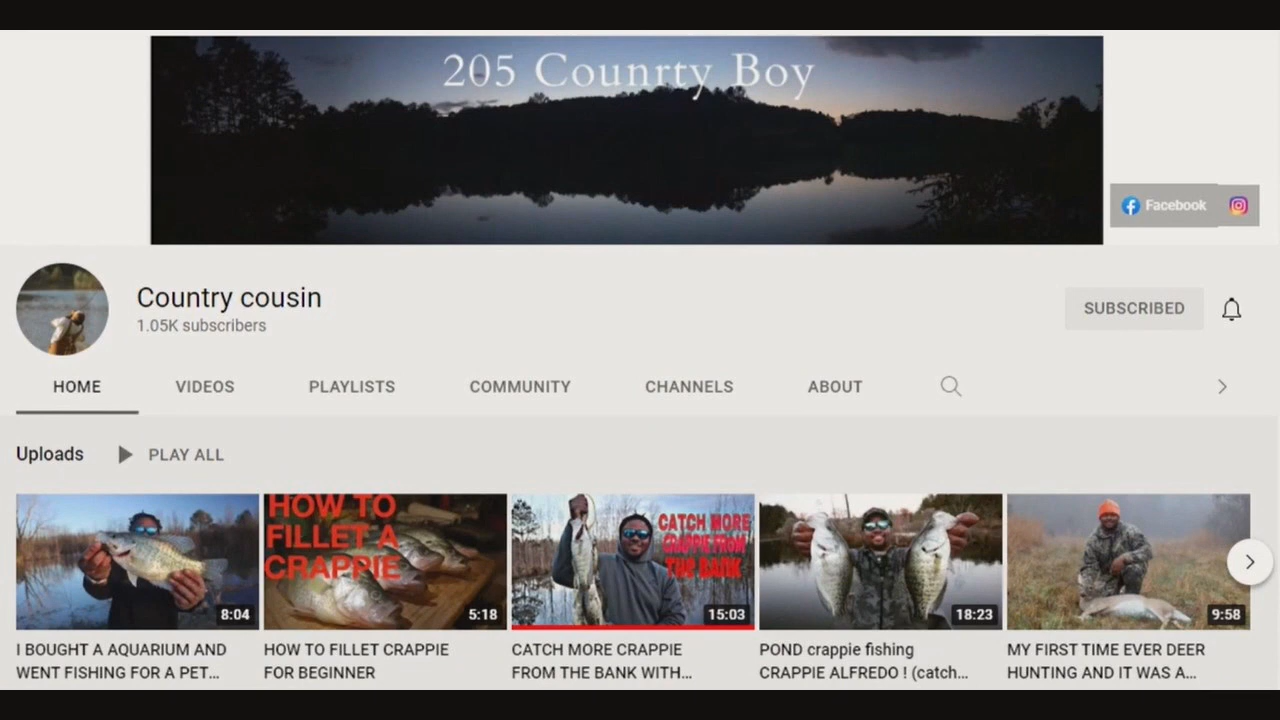 205 Counrty Boy
Facebook
Country cousin
1.05K subscribers
SUBSCRIBED
HOME VIDEOS PLAYLISTS COMMUNITY CHANNELS ABOUT
Uploads PLAY ALL
HOW TO
FILLET A
CRAPPIE
CATCH MORE
CRAPPIE FROM
THE BANK
8:04 5:18 15:03 18:23 9:58
I BOUGHT A AQUARIUM AND
WENT FISHING FOR A PET...
HOW TO FILLET CRAPPIE
FOR BEGINNER
CATCH MORE CRAPPIE
FROM THE BANK WITH...
POND crappie fishing
CRAPPIE ALFREDO ! (catch...
MY FIRST TIME EVER DEER
HUNTING AND IT WAS A...